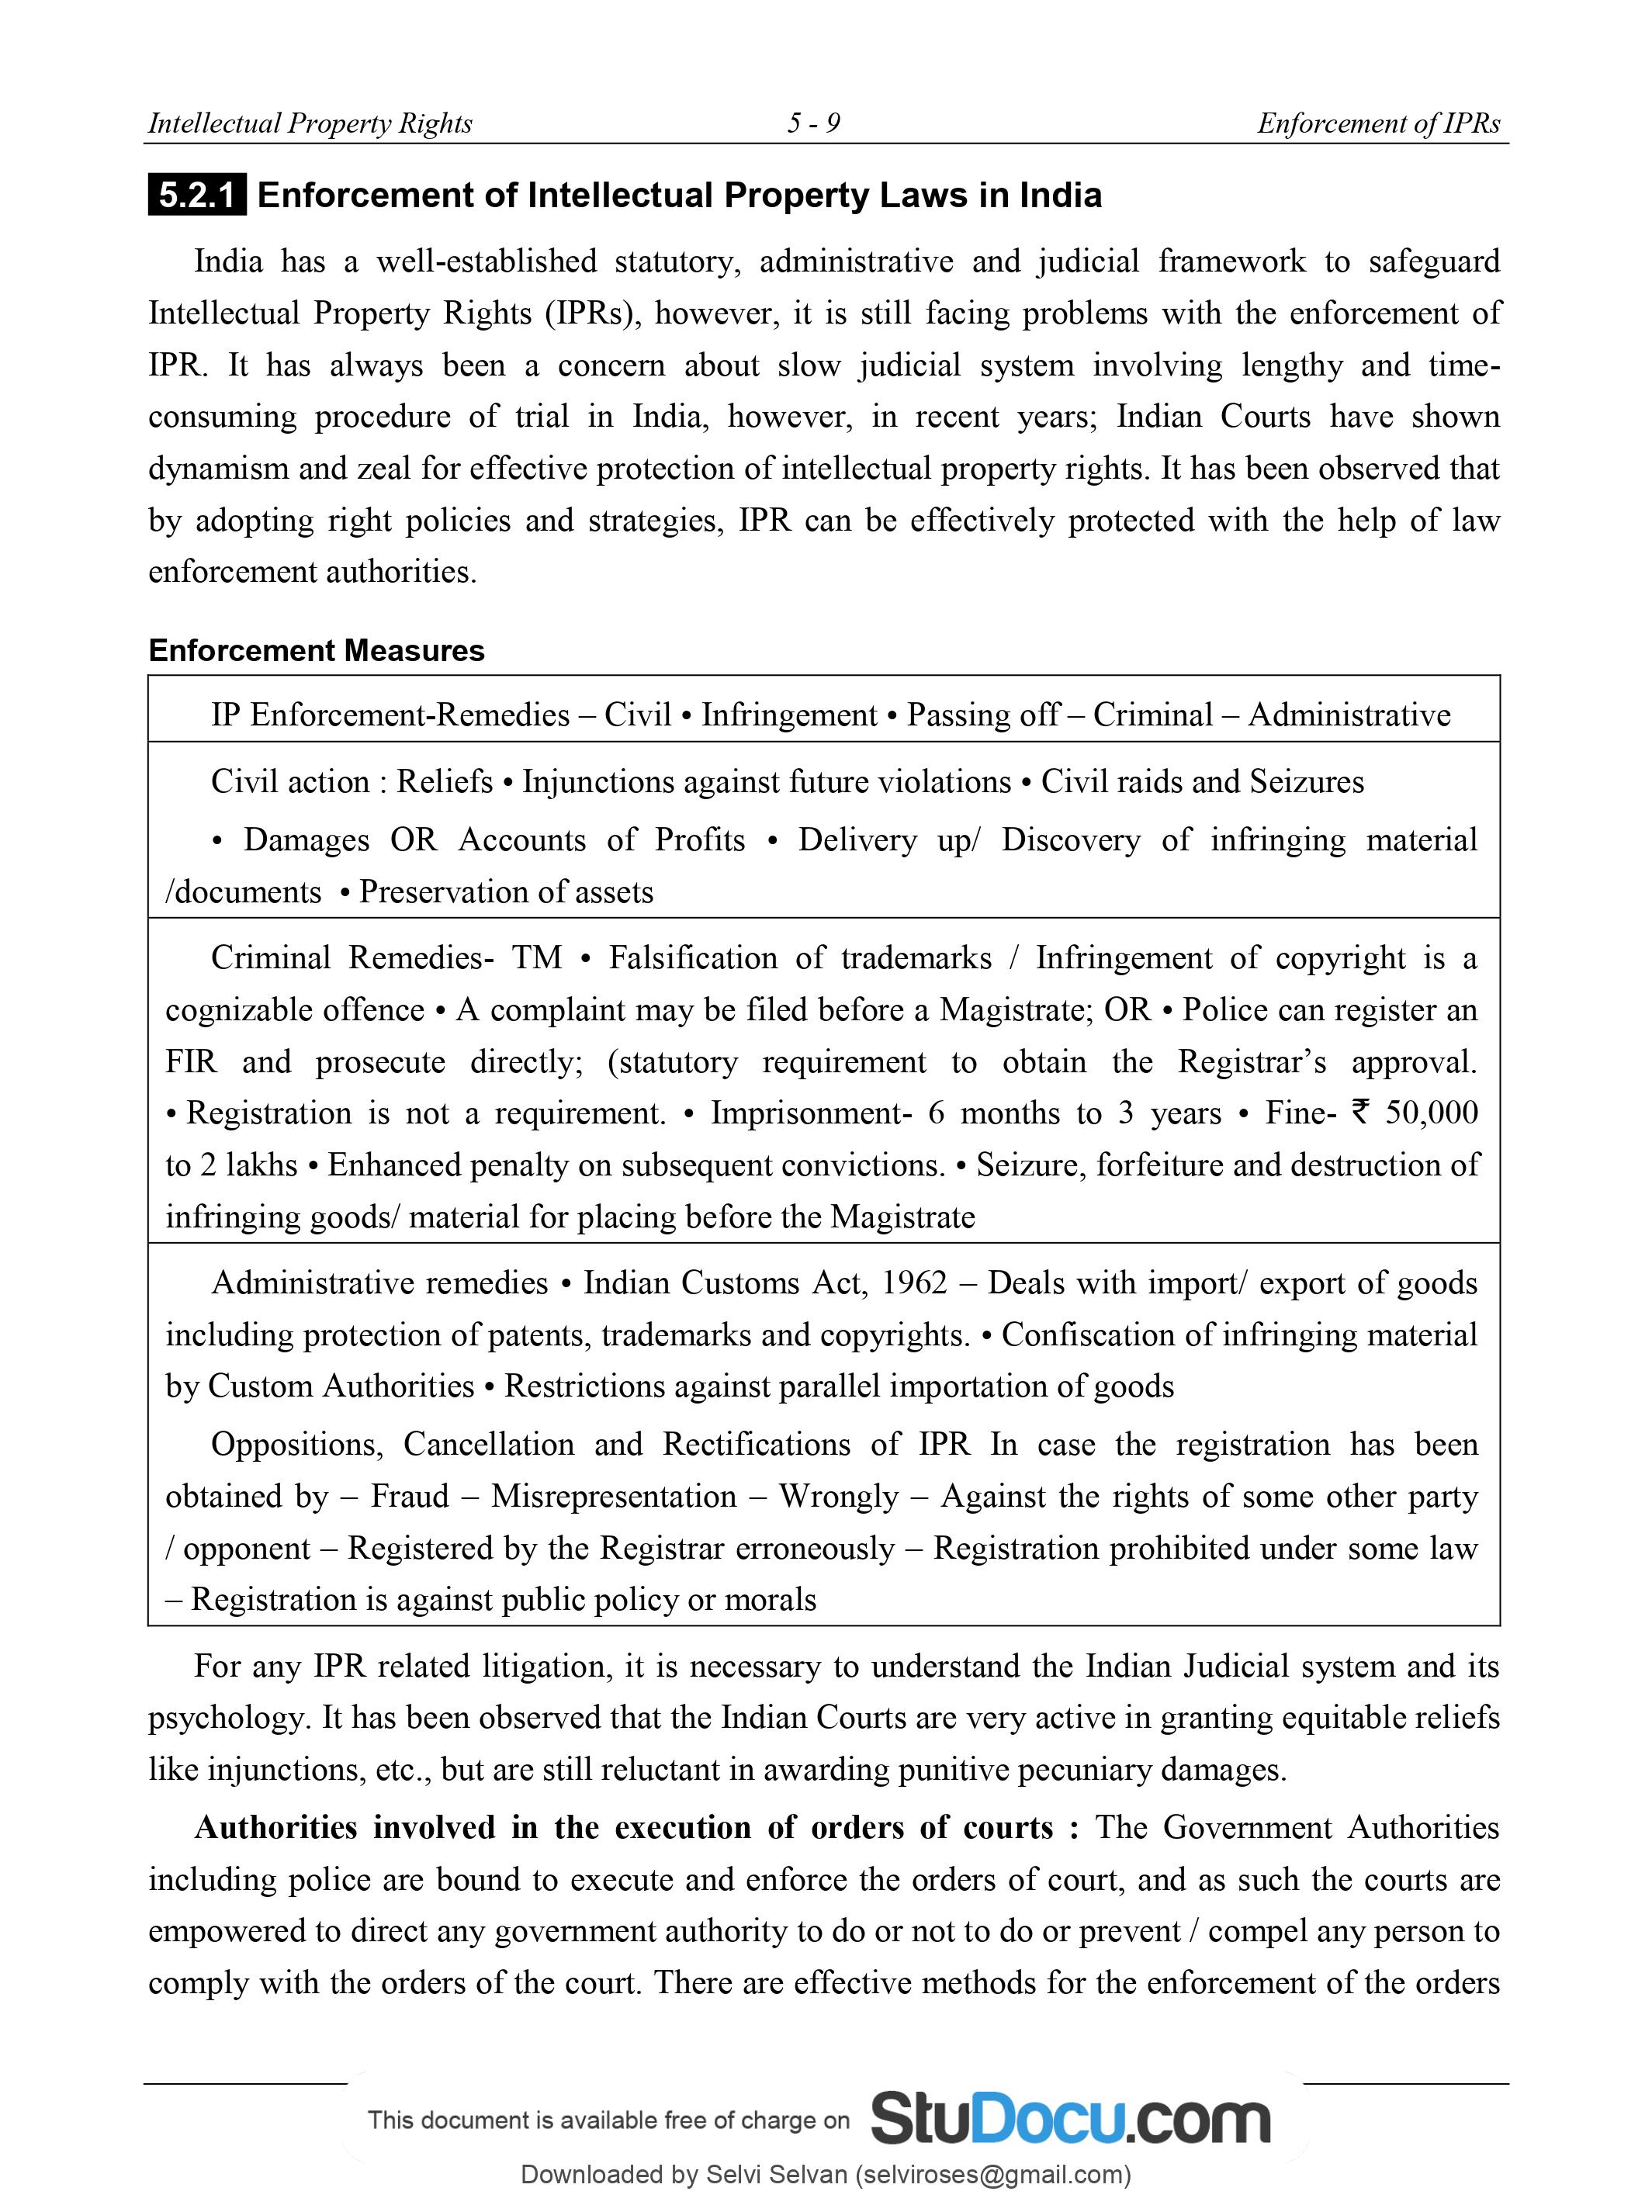 Intellectual Property Rights 5 - 9 Enforcement of IPRs
5.2.1 Enforcement of Intellectual Property Laws in India
India has a well-established statutory, administrative and judicial framework to safeguard
Intellectual Property Rights (IPRs), however, it is still facing problems with the enforcement of
IPR. It has always been a concern about slow judicial system involving lengthy and time-
consuming procedure of trial in India, however, in recent years; Indian Courts have shown
dynamism and zeal for effective protection of intellectual property rights. It has been observed that
by adopting right policies and strategies, IPR can be effectively protected with the help of law
enforcement authorities.
Enforcement Measures
IP Enforcement-Remedies – Civil • Infringement • Passing off – Criminal – Administrative
Civil action : Reliefs • Injunctions against future violations • Civil raids and Seizures
• Damages OR Accounts of Profits • Delivery up/ Discovery of infringing material
/documents • Preservation of assets
Criminal Remedies- TM • Falsification of trademarks / Infringement of copyright is a
cognizable offence • A complaint may be filed before a Magistrate; OR • Police can register an
FIR and prosecute directly; (statutory requirement to obtain the Registrar’s approval.
• Registration is not a requirement. • Imprisonment- 6 months to 3 years • Fine- ₹ 50,000
to 2 lakhs • Enhanced penalty on subsequent convictions. • Seizure, forfeiture and destruction of
infringing goods/ material for placing before the Magistrate
Administrative remedies • Indian Customs Act, 1962 – Deals with import/ export of goods
including protection of patents, trademarks and copyrights. • Confiscation of infringing material
by Custom Authorities • Restrictions against parallel importation of goods
Oppositions, Cancellation and Rectifications of IPR In case the registration has been
obtained by – Fraud – Misrepresentation – Wrongly – Against the rights of some other party
/ opponent – Registered by the Registrar erroneously – Registration prohibited under some law
– Registration is against public policy or morals
For any IPR related litigation, it is necessary to understand the Indian Judicial system and its
psychology. It has been observed that the Indian Courts are very active in granting equitable reliefs
like injunctions, etc., but are still reluctant in awarding punitive pecuniary damages.
Authorities involved in the execution of orders of courts : The Government Authorities
including police are bound to execute and enforce the orders of court, and as such the courts are
empowered to direct any government authority to do or not to do or prevent / compel any person to
comply with the orders of the court. There are effective methods for the enforcement of the orders
This document is available free of charge on StuDocu.com
Downloaded by Selvi Selvan (selviroses@gmail.com)